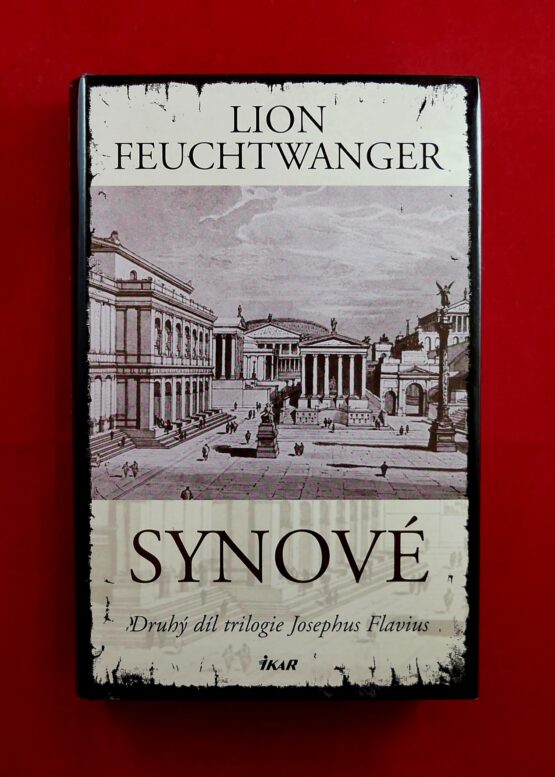 LION
FEUCHTWANGER
SYNOVÉ
Druhý díl trilogie Josephus Flavius
IKAR